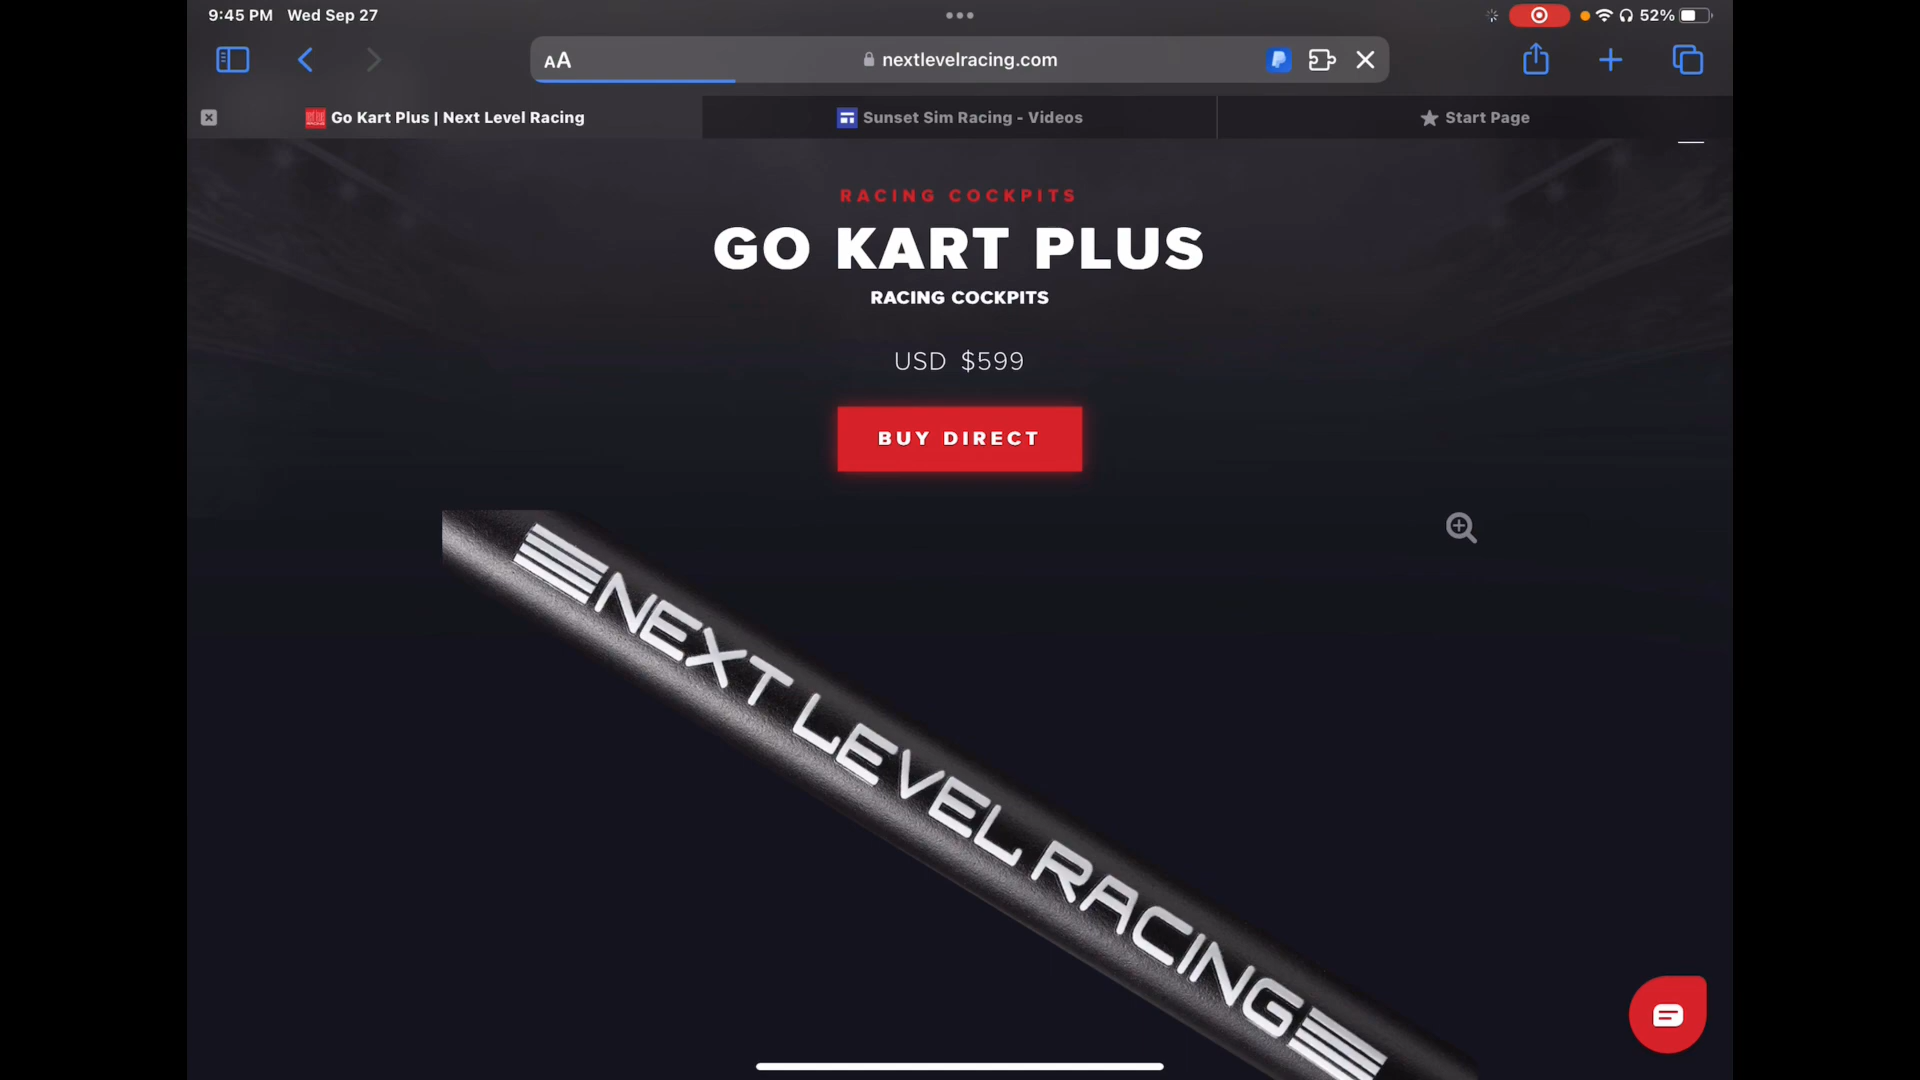 9:45 PM Wed Sep 27
52%
AA
nextlevelracing.com
Go Kart Plus | Next Level Racing
Sunset Sim Racing - Videos
Start Page
RACING COCKPITS
GO KART PLUS
RACING COCKPITS
USD $599
BUY DIRECT
NEXT LEVEL RACING